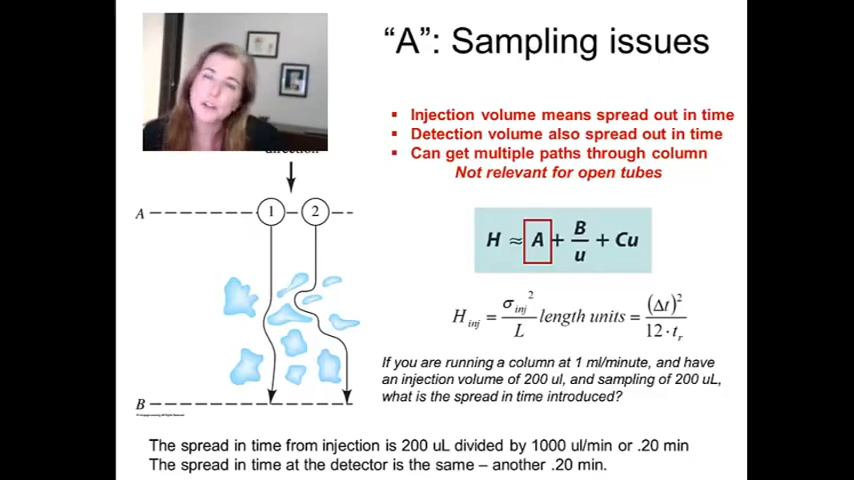 “A”: Sampling issues
▪ Injection volume means spread out in time
▪ Detection volume also spread out in time
▪ Can get multiple paths through column
Not relevant for open tubes
direction
A
1
2
B
H ≈ A + B/u + Cu
H inj = σ inj ² / L length units = (Δt)² / 12 · t r
If you are running a column at 1 ml/minute, and have
an injection volume of 200 ul, and sampling of 200 uL,
what is the spread in time introduced?
The spread in time from injection is 200 uL divided by 1000 ul/min or .20 min
The spread in time at the detector is the same – another .20 min.